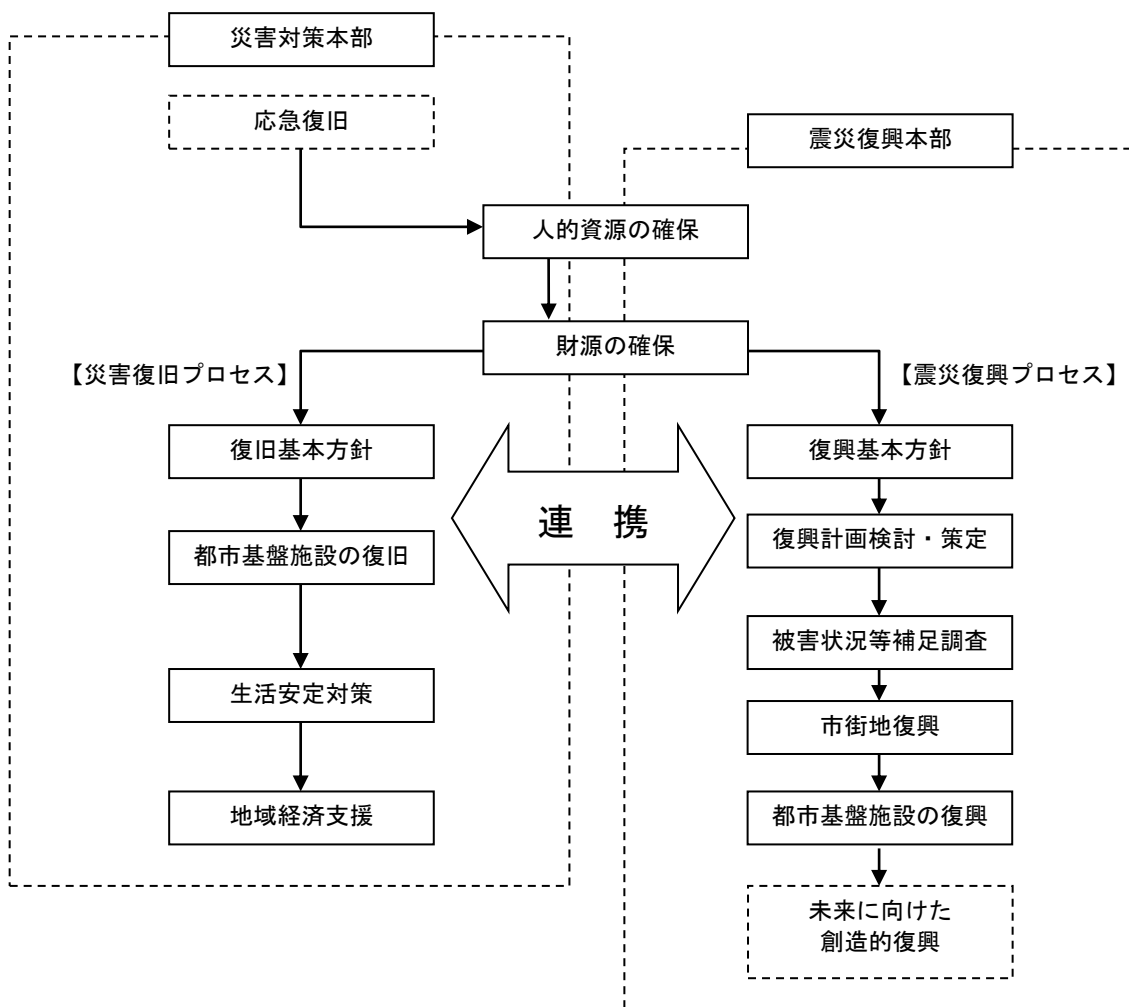 災害対策本部
応急復旧
震災復興本部
人的資源の確保
財源の確保
【災害復旧プロセス】
【震災復興プロセス】
復旧基本方針
復興基本方針
連 携
都市基盤施設の復旧
復興計画検討・策定
被害状況等補足調査
生活安定対策
市街地復興
地域経済支援
都市基盤施設の復興
未来に向けた
創造的復興